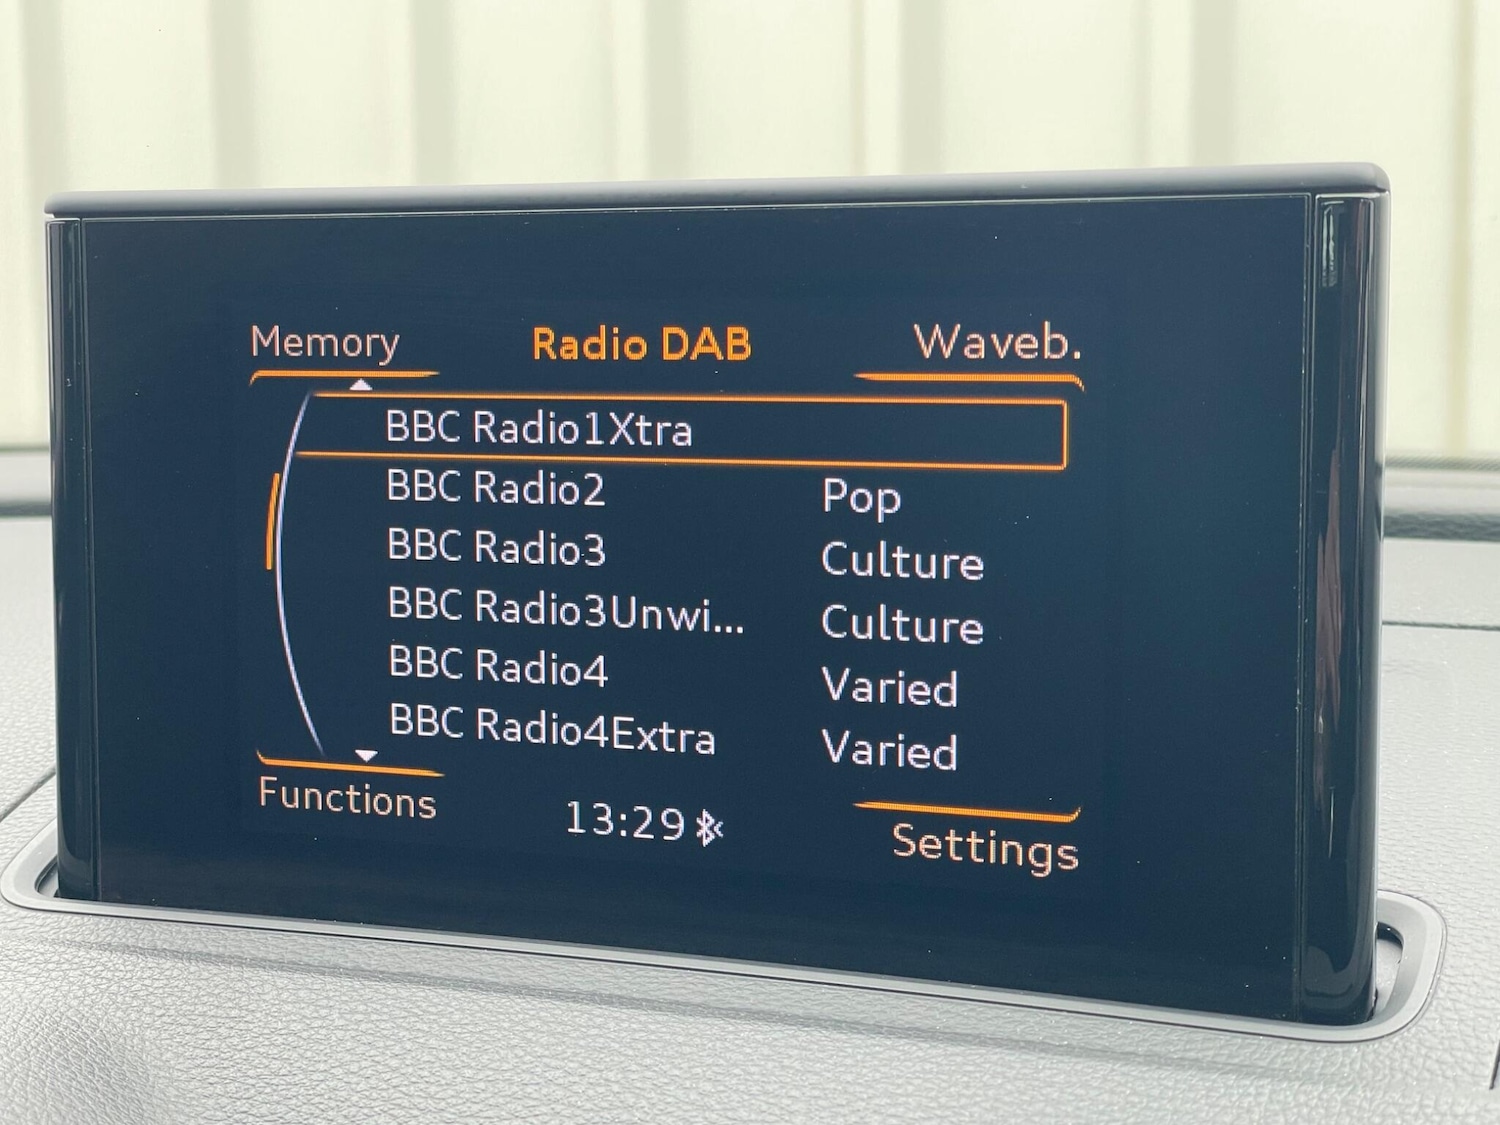 Memory Radio DAB Waveb.
BBC Radio1Xtra
BBC Radio2 Pop
BBC Radio3 Culture
BBC Radio3Unwi... Culture
BBC Radio4 Varied
BBC Radio4Extra Varied
Functions 13:29 Settings